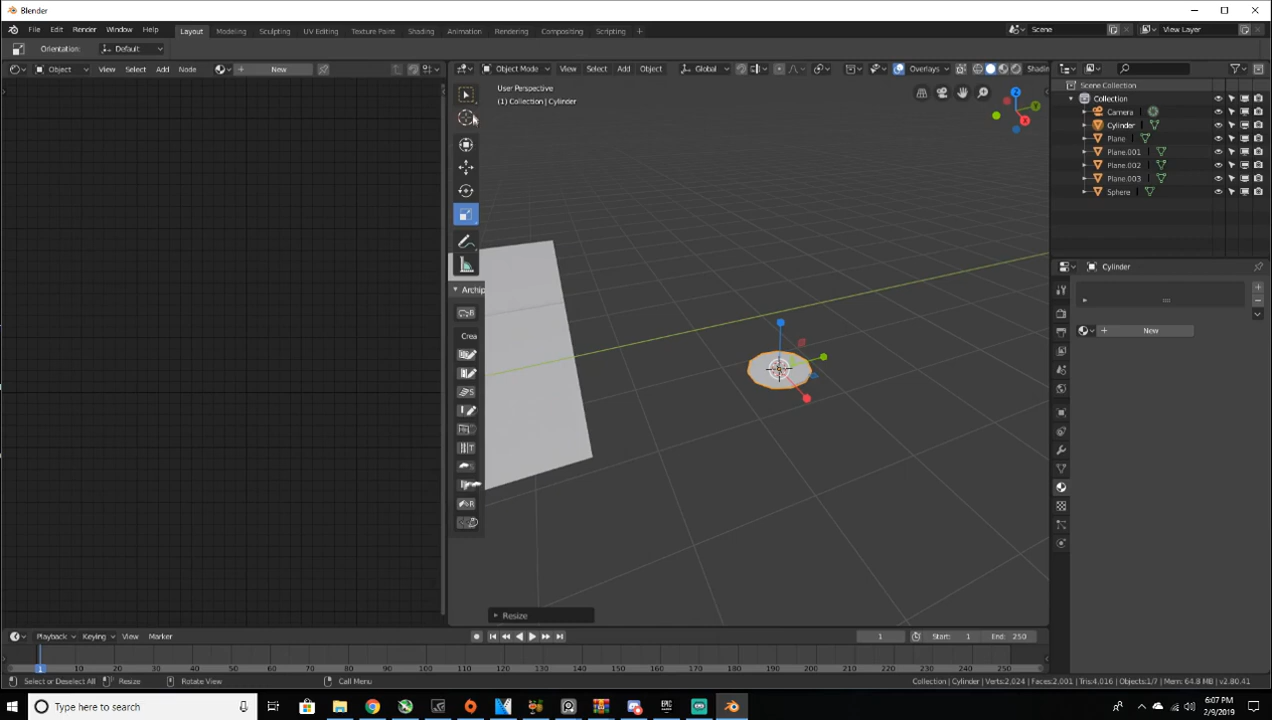 Blender
File Edit Render Window Help
Layout Modeling Sculpting UV Editing Texture Paint Shading Animation Rendering Compositing Scripting +
Scene
View Layer
Orientation: Default
Object View Select Add Node
New
Object Mode View Select Add Object
Global
Overlays
Shadin
User Perspective
(1) Collection | Cylinder
Archip
Crea
Resize
Scene Collection
Collection
Camera
Cylinder
Plane
Plane.001
Plane.002
Plane.003
Sphere
Cylinder
New
Playback Keying View Marker
1
Start: 1
End: 250
1 10 20 30 40 50 60 70 80 90 100 110 120 130 140 150 160 170 180 190 200 210 220 230 240 250
Select or Deselect All
Resize
Rotate View
Call Menu
Collection | Cylinder | Verts:2,024 | Faces:2,001 | Tris:4,016 | Objects:1/7 | Mem: 64.8 MB | v2.80.41
Type here to search
6:07 PM
2/9/2019